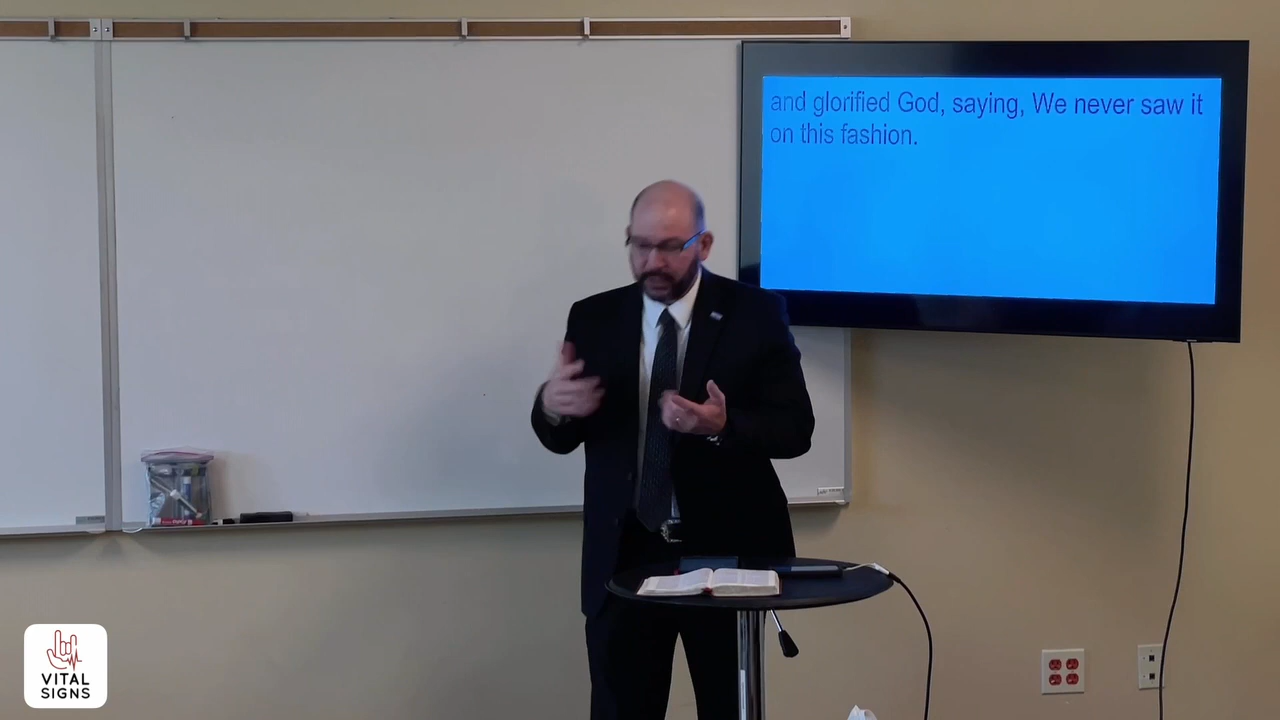 and glorified God, saying, We never saw it
on this fashion.
VITAL
SIGNS